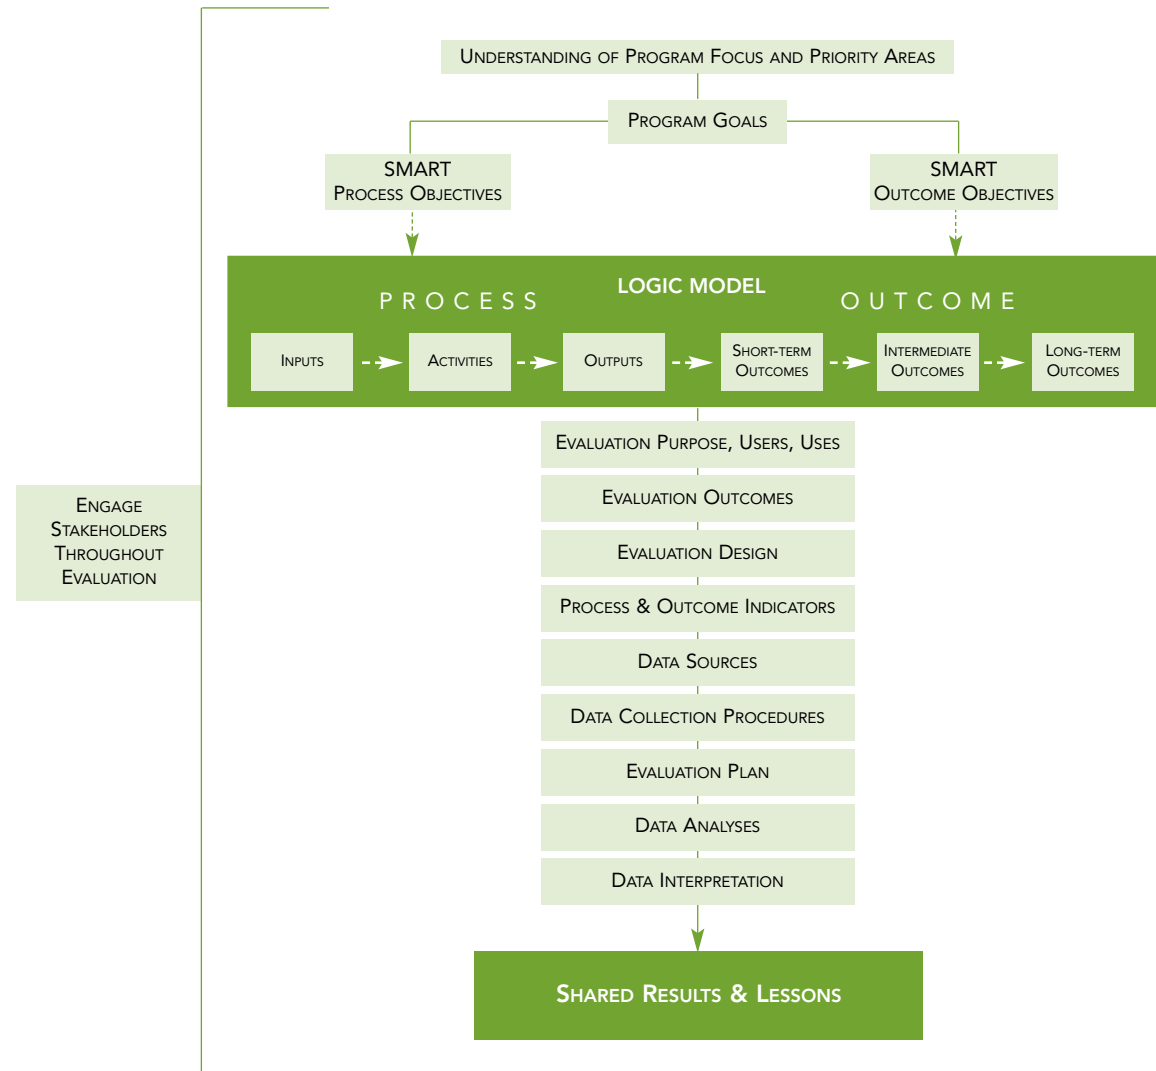 Understanding of Program Focus and Priority Areas
Program Goals
SMART
Process Objectives
SMART
Outcome Objectives
LOGIC MODEL
PROCESS
OUTCOME
Inputs
Activities
Outputs
Short-term
Outcomes
Intermediate
Outcomes
Long-term
Outcomes
Evaluation Purpose, Users, Uses
Evaluation Outcomes
Evaluation Design
Process & Outcome Indicators
Data Sources
Data Collection Procedures
Evaluation Plan
Data Analyses
Data Interpretation
Shared Results & Lessons
Engage
Stakeholders
Throughout
Evaluation